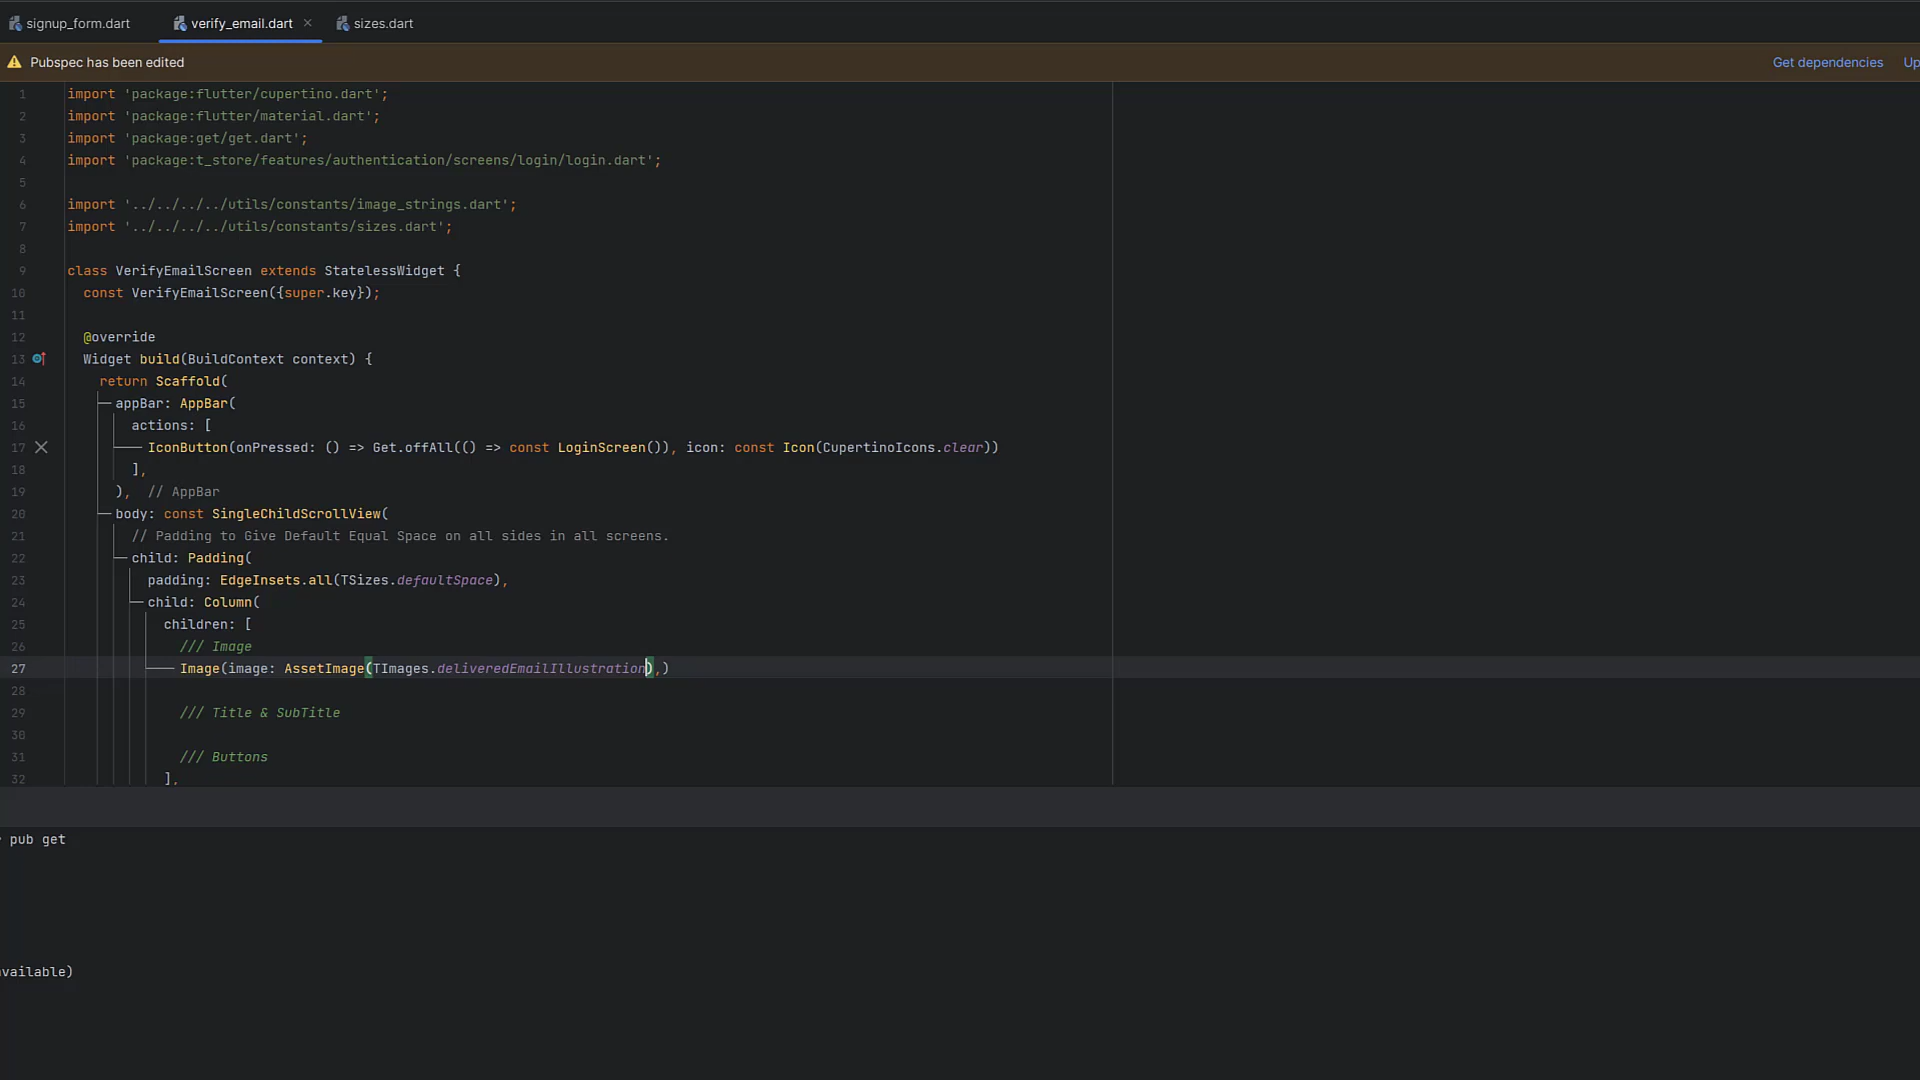 signup_form.dart verify_email.dart sizes.dart
Pubspec has been edited Get dependencies Up
1 import 'package:flutter/cupertino.dart';
2 import 'package:flutter/material.dart';
3 import 'package:get/get.dart';
4 import 'package:t_store/features/authentication/screens/login/login.dart';
5
6 import '../../../../utils/constants/image_strings.dart';
7 import '../../../../utils/constants/sizes.dart';
8
9 class VerifyEmailScreen extends StatelessWidget {
10 const VerifyEmailScreen({super.key});
11
12 @override
13 Widget build(BuildContext context) {
14 return Scaffold(
15 appBar: AppBar(
16 actions: [
17 IconButton(onPressed: () => Get.offAll(() => const LoginScreen()), icon: const Icon(CupertinoIcons.clear))
18 ],
19 ), // AppBar
20 body: const SingleChildScrollView(
21 // Padding to Give Default Equal Space on all sides in all screens.
22 child: Padding(
23 padding: EdgeInsets.all(TSizes.defaultSpace),
24 child: Column(
25 children: [
26 /// Image
27 Image(image: AssetImage(TImages.deliveredEmailIllustration),)
28
29 /// Title & SubTitle
30
31 /// Buttons
32 ],
pub get
vailable)